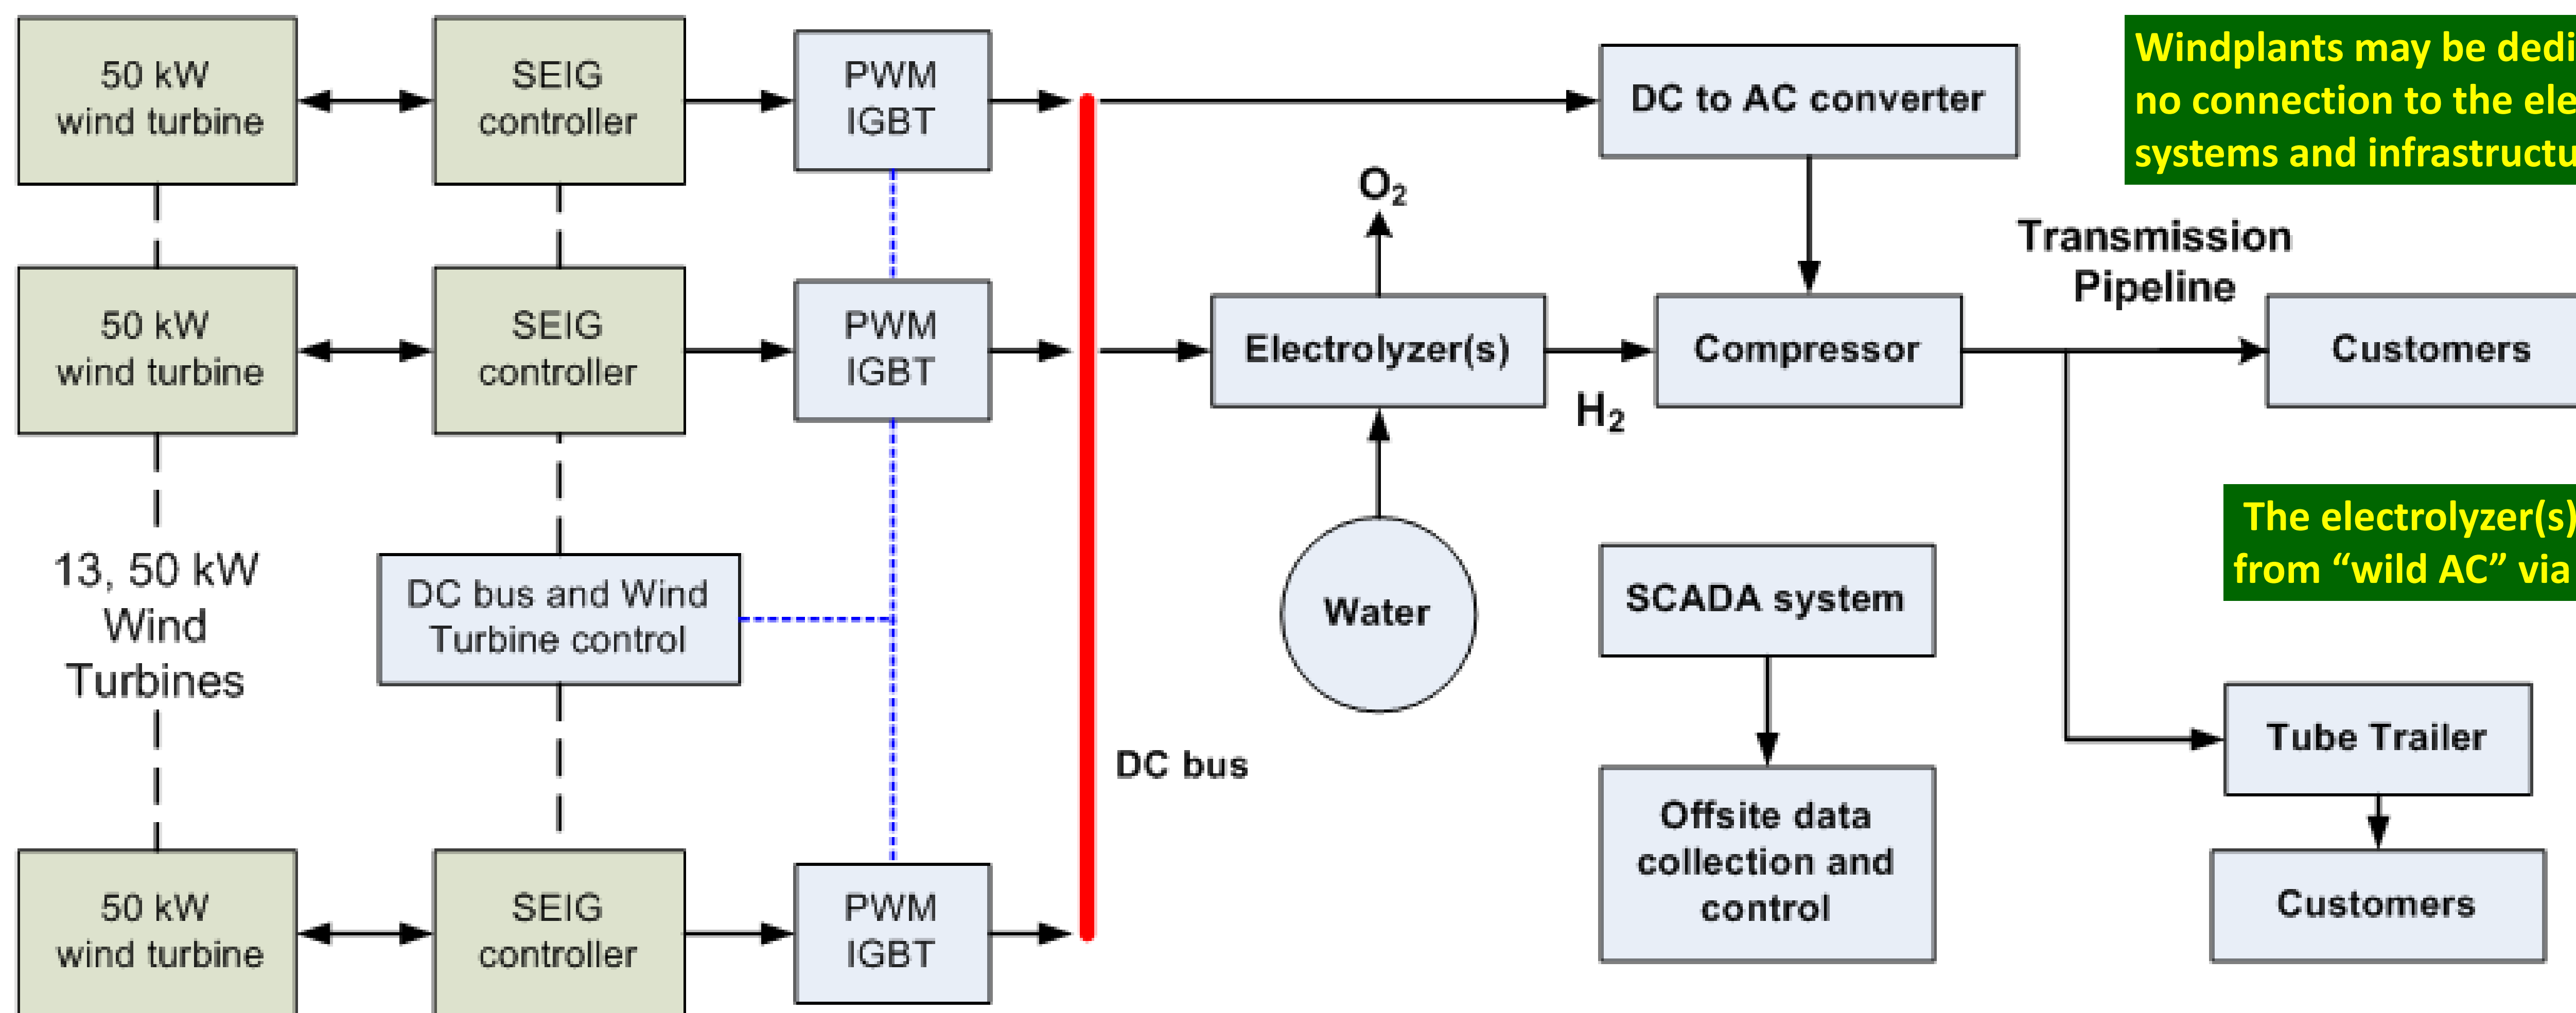 50 kW
wind turbine
SEIG
controller
PWM
IGBT
DC to AC converter
Windplants may be
no connection to the
systems and
O₂
Transmission
Pipeline
50 kW
wind turbine
SEIG
controller
PWM
IGBT
Electrolyzer(s)
H₂
Compressor
Customers
13, 50 kW
Wind
Turbines
DC bus and Wind
Turbine control
DC bus
Water
SCADA system
Offsite data
collection and
control
The electrolyzer(s)
from “wild AC” via
Tube Trailer
Customers
50 kW
wind turbine
SEIG
controller
PWM
IGBT